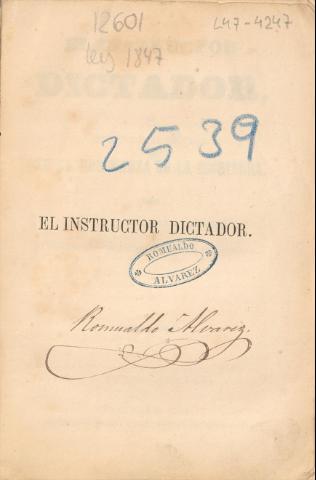 12601
L47-4247
leg 1847
2539
EL INSTRUCTOR DICTADOR.
ROMUALDO
ALVAREZ
Romualdo Alvarez.